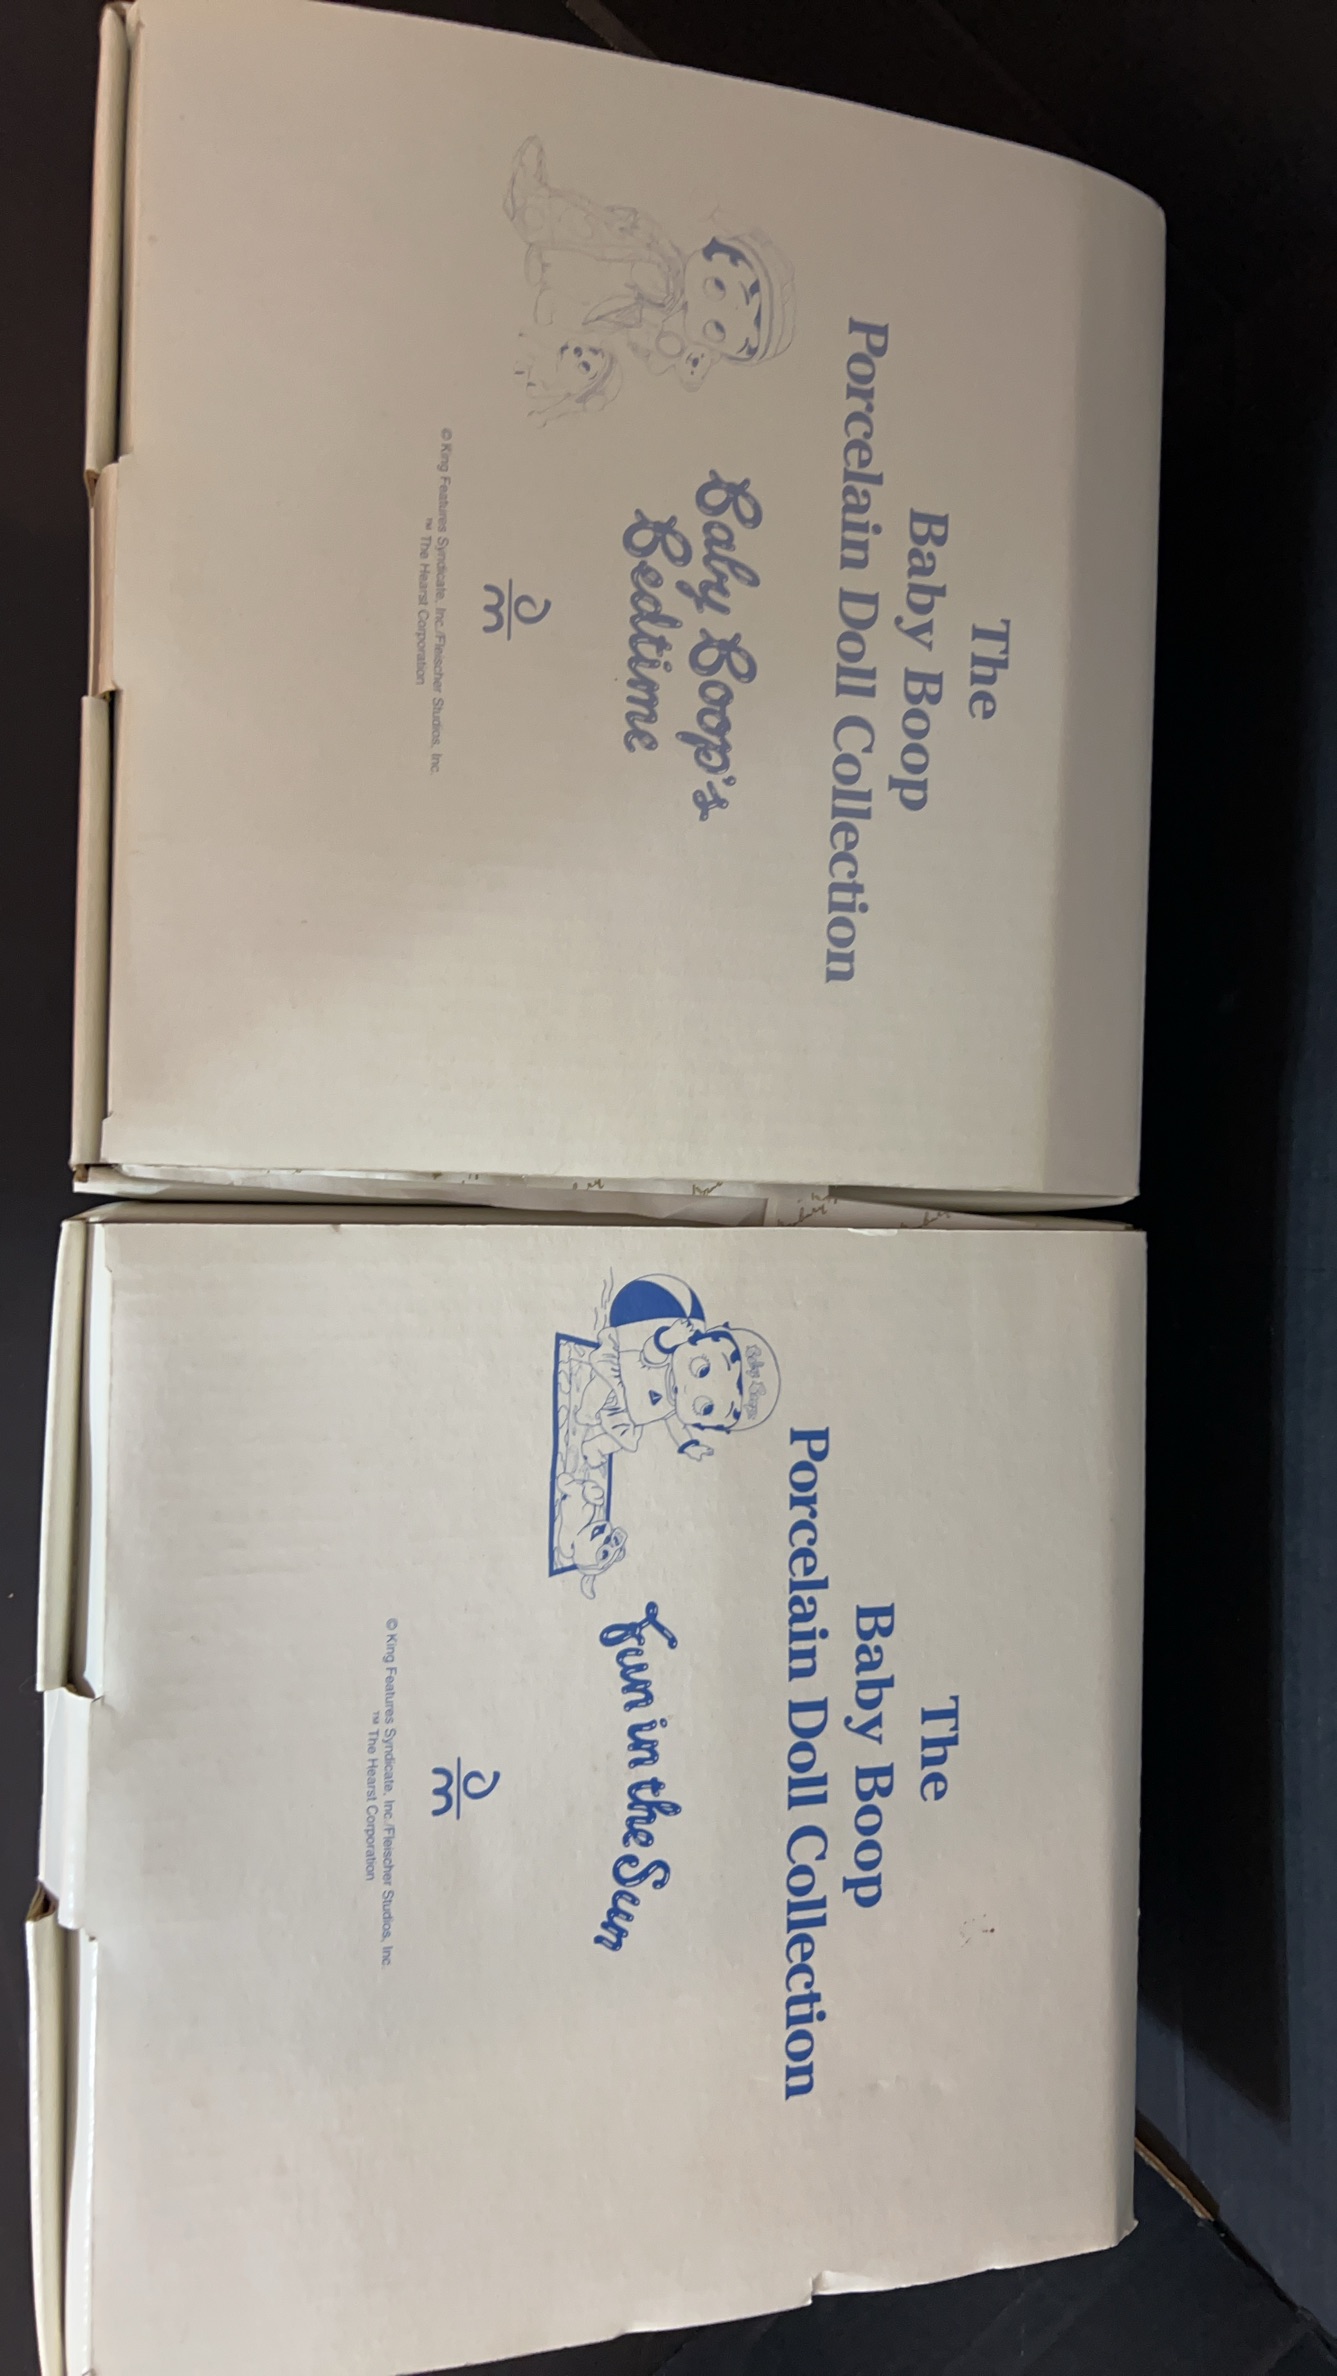 The
Baby Boop
Porcelain Doll Collection
Baby Boop's
Bedtime
© King Features Syndicate, Inc./Fleischer Studios, Inc.
™ The Hearst Corporation
The
Baby Boop
Porcelain Doll Collection
Baby Boop
Fun in the Sun
© King Features Syndicate, Inc./Fleischer Studios, Inc.
™ The Hearst Corporation